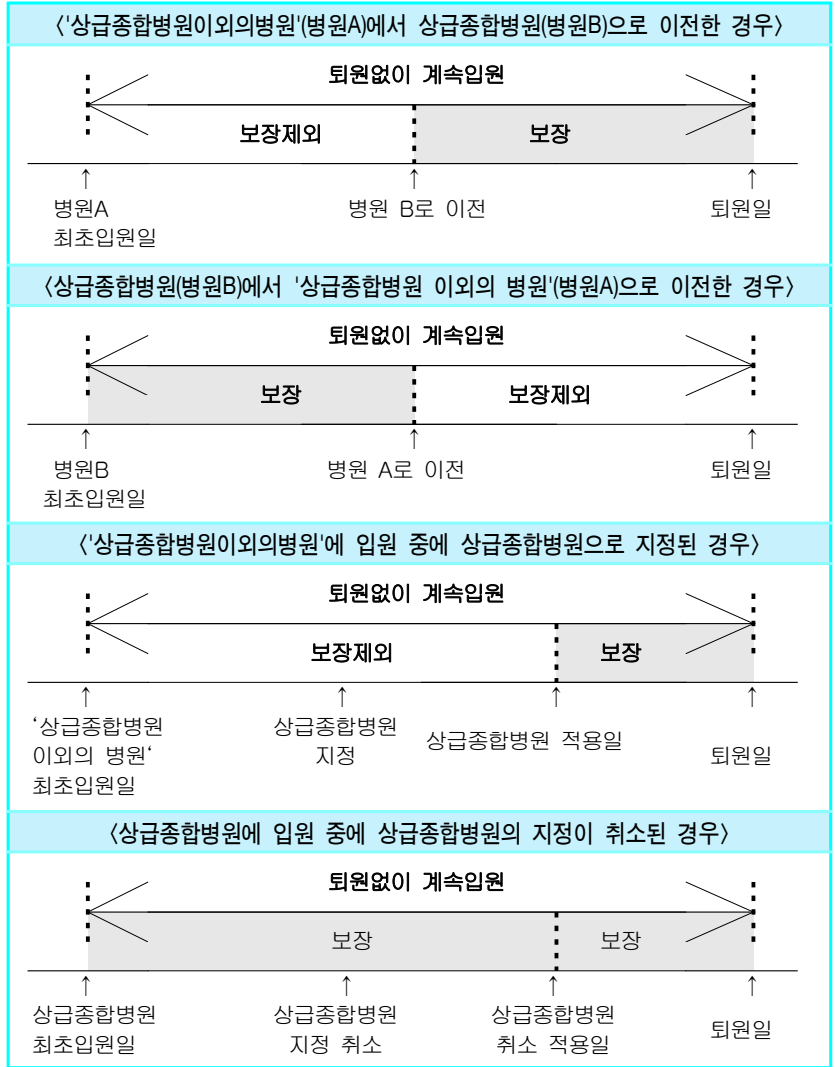 〈'상급종합병원이외의병원'(병원A)에서 상급종합병원(병원B)으로 이전한 경우〉
퇴원없이 계속입원
보장제외 보장
↑ ↑ ↑
병원A 병원 B로 이전 퇴원일
최초입원일
〈상급종합병원(병원B)에서 '상급종합병원 이외의 병원'(병원A)으로 이전한 경우〉
퇴원없이 계속입원
보장 보장제외
↑ ↑ ↑
병원B 병원 A로 이전 퇴원일
최초입원일
〈'상급종합병원이외의병원'에 입원 중에 상급종합병원으로 지정된 경우〉
퇴원없이 계속입원
보장제외 보장
↑ ↑ ↑ ↑
‘상급종합병원 상급종합병원 상급종합병원 적용일 퇴원일
이외의 병원‘ 지정
최초입원일
〈상급종합병원에 입원 중에 상급종합병원의 지정이 취소된 경우〉
퇴원없이 계속입원
보장 보장
↑ ↑ ↑ ↑
상급종합병원 상급종합병원 상급종합병원 퇴원일
최초입원일 지정 취소 취소 적용일